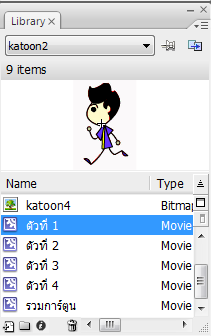 Library ×
katoon2
9 items
Name Type
katoon4 Bitmap
ตัวที่ 1 Movie
ตัวที่ 2 Movie
ตัวที่ 3 Movie
ตัวที่ 4 Movie
รวมการ์ตูน Movie